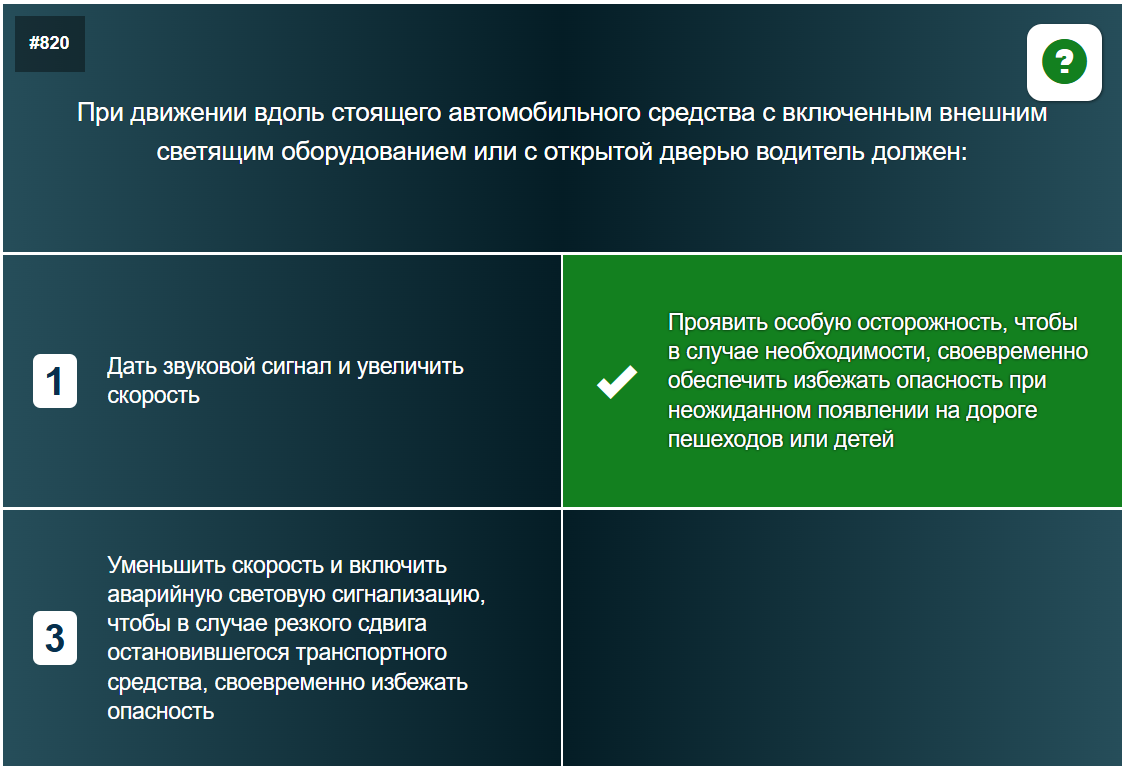 #820
?
При движении вдоль стоящего автомобильного средства с включенным внешним
светящим оборудованием или с открытой дверью водитель должен:
1
Дать звуковой сигнал и увеличить
скорость
Проявить особую осторожность, чтобы
в случае необходимости, своевременно
обеспечить избежать опасность при
неожиданном появлении на дороге
пешеходов или детей
3
Уменьшить скорость и включить
аварийную световую сигнализацию,
чтобы в случае резкого сдвига
остановившегося транспортного
средства, своевременно избежать
опасность